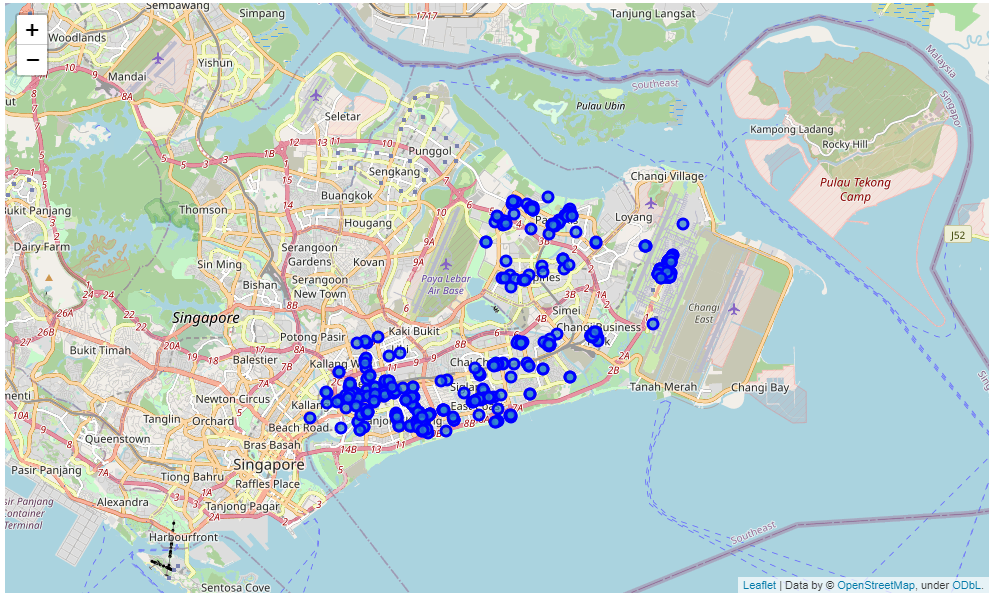 Sembawang
Simpang
1717
Tanjung Langsat
+
−
Woodlands
Yishun
Mandai
10
8A
Southeast
Malaysia
Singapo
Seletar
Pulau Ubin
Kampong Ladang
Rocky Hill
Punggol
Sengkang
Buangkok
Changi Village
Pulau Tekong
Camp
Bukit Panjang
Thomson
Hougang
Loyang
J52
Dairy Farm
Serangoon
Gardens
Kovan
Sin Ming
Bishan
Serangoon
New Town
Paya Lebar
Air Base
Simei
Changi
East
Singapore
Potong Pasir
Kaki Bukit
Bukit Timah
Balestier
Newton Circus
Tanglin
Orchard
Beach Road
Tanah Merah
Changi Bay
Queenstown
Bras Basah
Pasir Panjang
Singapore
Tiong Bahru
Raffles Place
Alexandra
Tanjong Pagar
Harbourfront
Southeast
Sentosa Cove
Leaflet | Data by © OpenStreetMap, under ODbL.